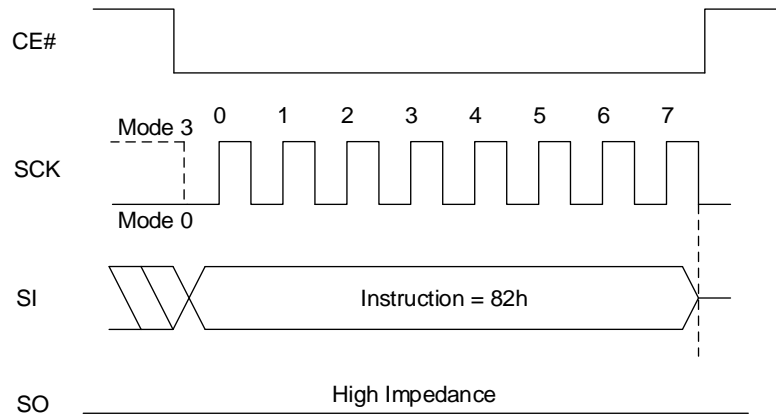 CE#
0 1 2 3 4 5 6 7
Mode 3
SCK
Mode 0
SI
Instruction = 82h
High Impedance
SO